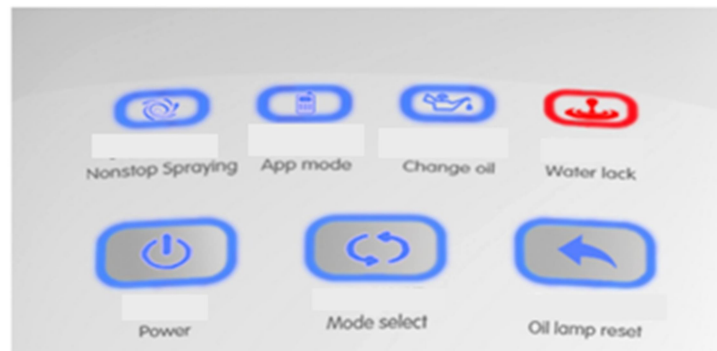 Nonstop Spraying
App mode
Change oil
Water lack
Power
Mode select
Oil lamp reset